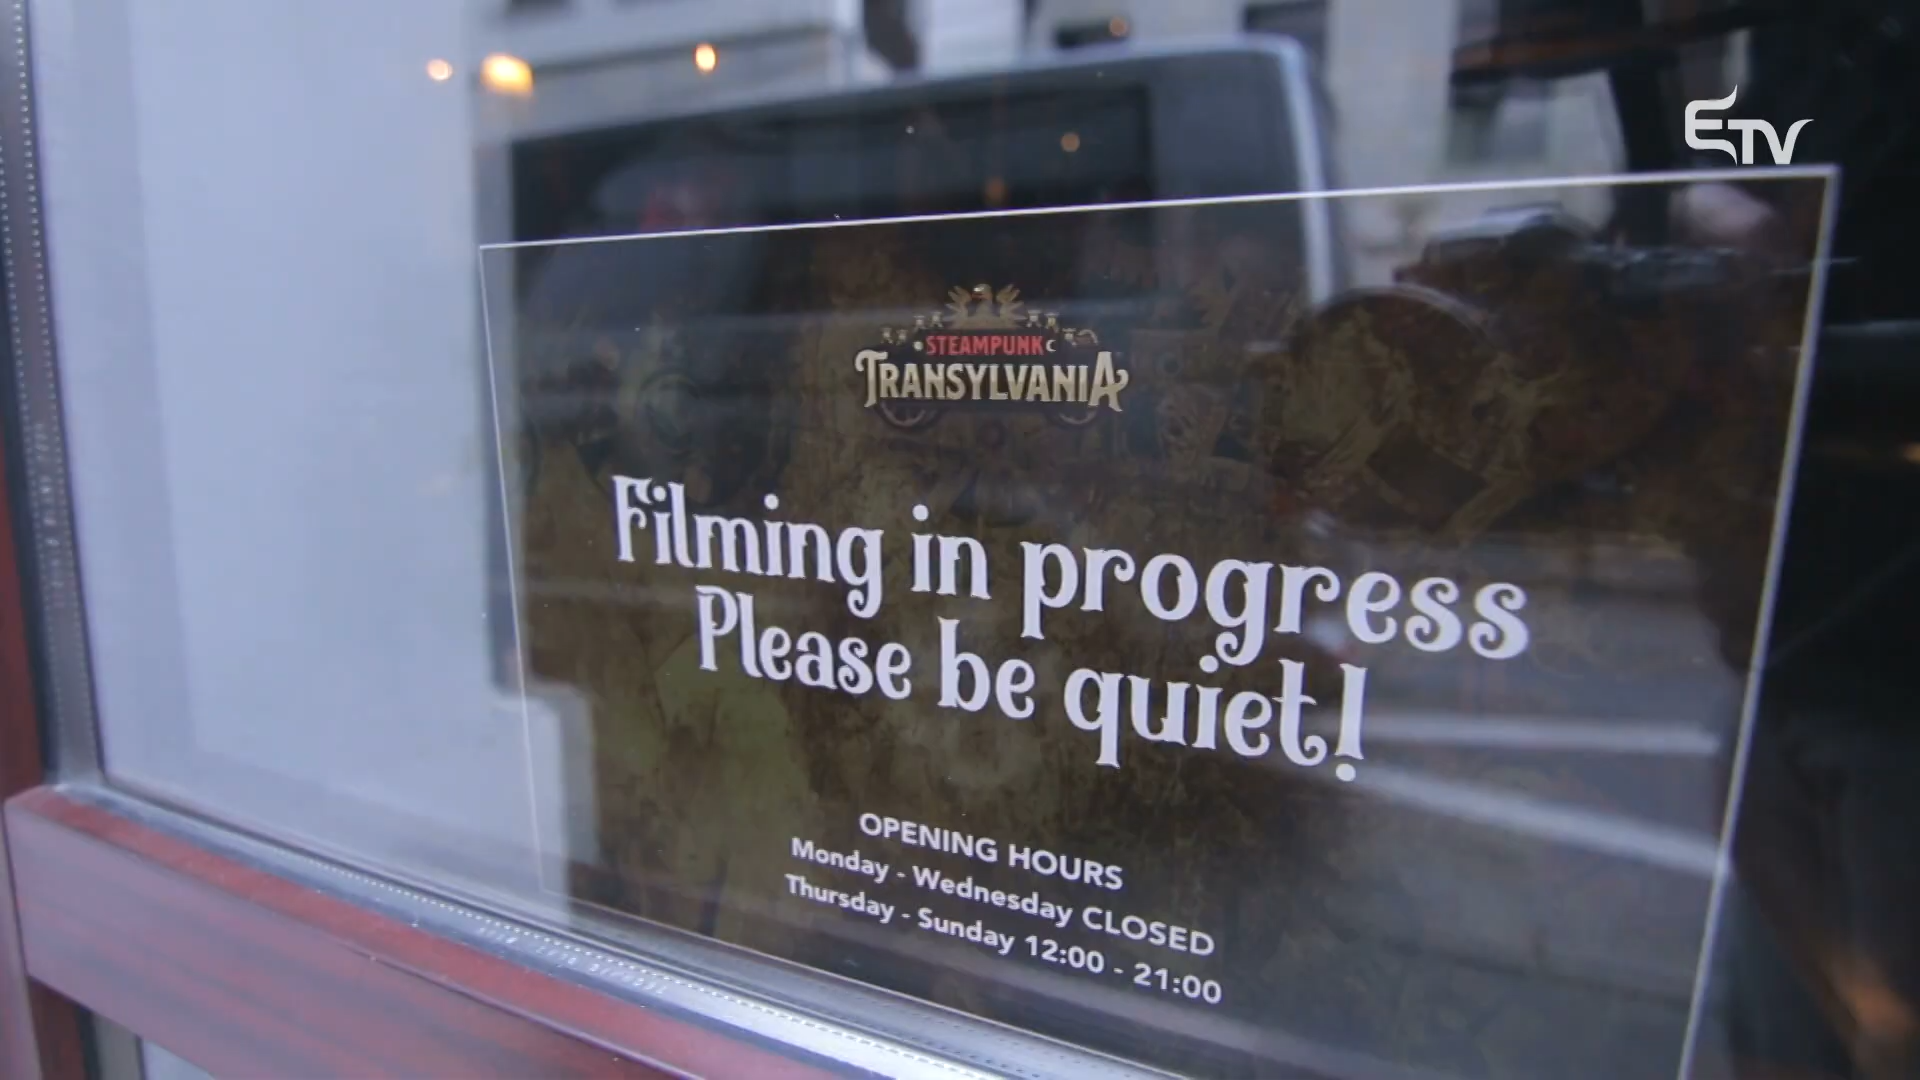 ETV
STEAMPUNK
TRANSYLVANIA
Filming in progress
Please be quiet!
OPENING HOURS
Monday - Wednesday CLOSED
Thursday - Sunday 12:00 - 21:00